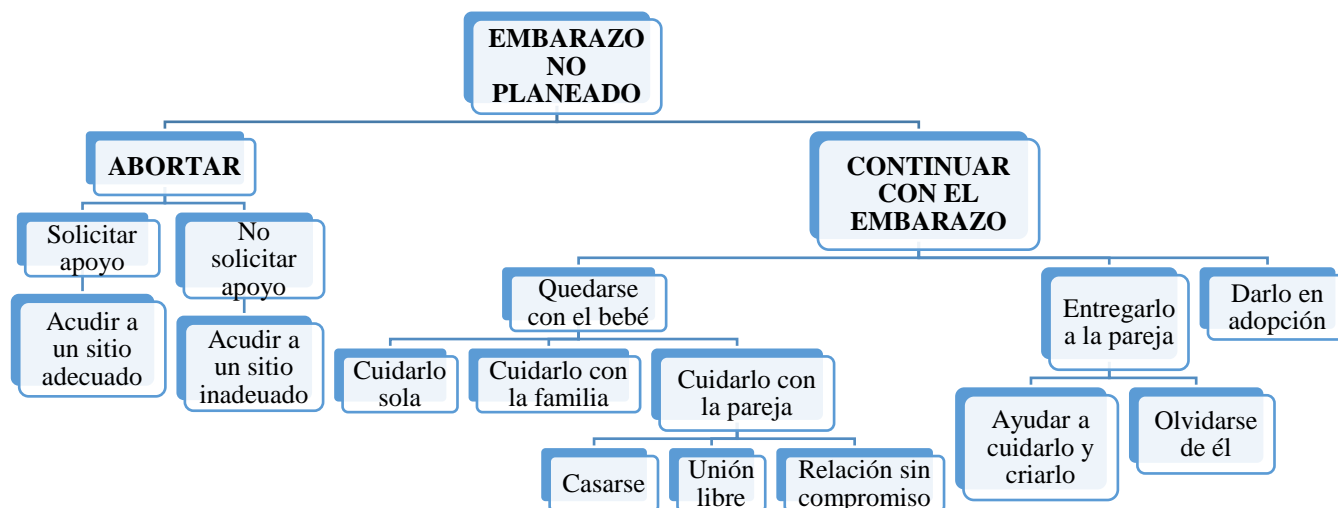 EMBARAZO
NO
PLANEADO
ABORTAR
CONTINUAR
CON EL
EMBARAZO
Solicitar
apoyo
No
solicitar
apoyo
Acudir a
un sitio
adecuado
Acudir a
un sitio
inadeuado
Quedarse
con el bebé
Entregarlo
a la pareja
Darlo en
adopción
Cuidarlo
sola
Cuidarlo con
la familia
Cuidarlo con
la pareja
Casarse
Unión
libre
Relación sin
compromiso
Ayudar a
cuidarlo y
criarlo
Olvidarse
de él